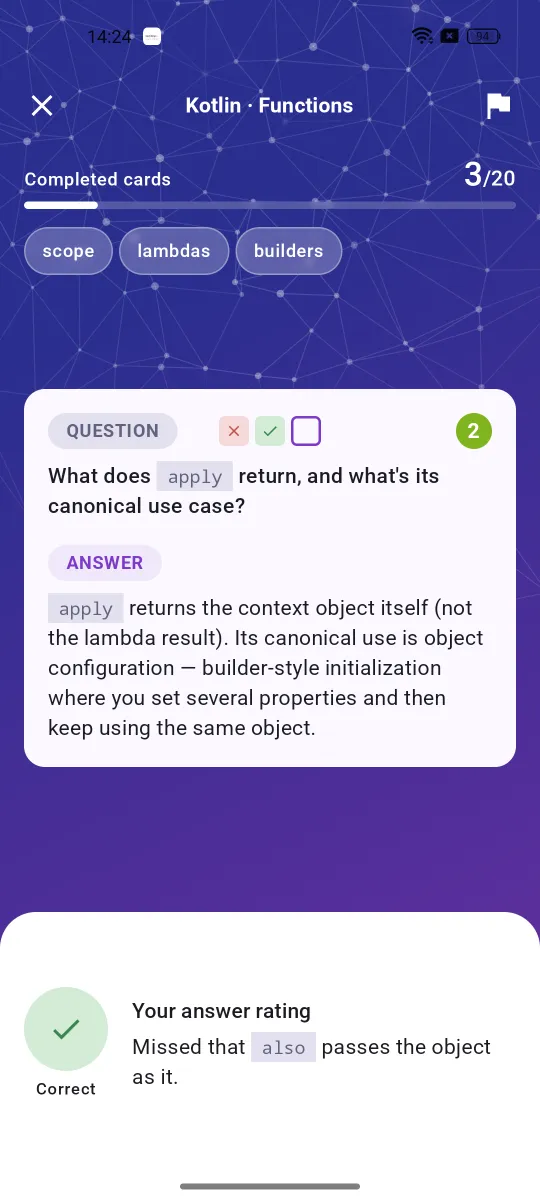 14:24
94
Kotlin · Functions
Completed cards
3/20
scope
lambdas
builders
QUESTION
2
What does apply return, and what's its
canonical use case?
ANSWER
apply returns the context object itself (not
the lambda result). Its canonical use is object
configuration — builder-style initialization
where you set several properties and then
keep using the same object.
Your answer rating
Missed that also passes the object
as it.
Correct